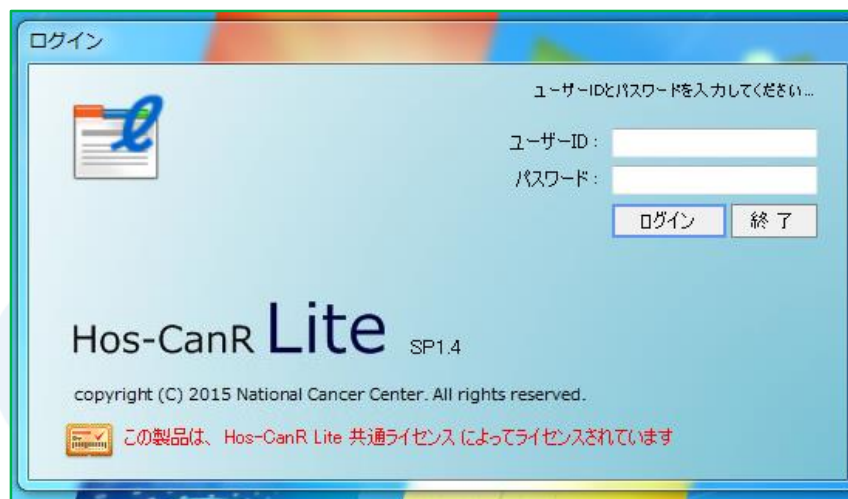 ログイン
ユーザーIDとパスワードを入力してください...
ユーザーID：
パスワード：
ログイン 終了
Hos-CanR Lite SP1.4
copyright (C) 2015 National Cancer Center. All rights reserved.
この製品は、Hos-CanR Lite 共通ライセンス によってライセンスされています